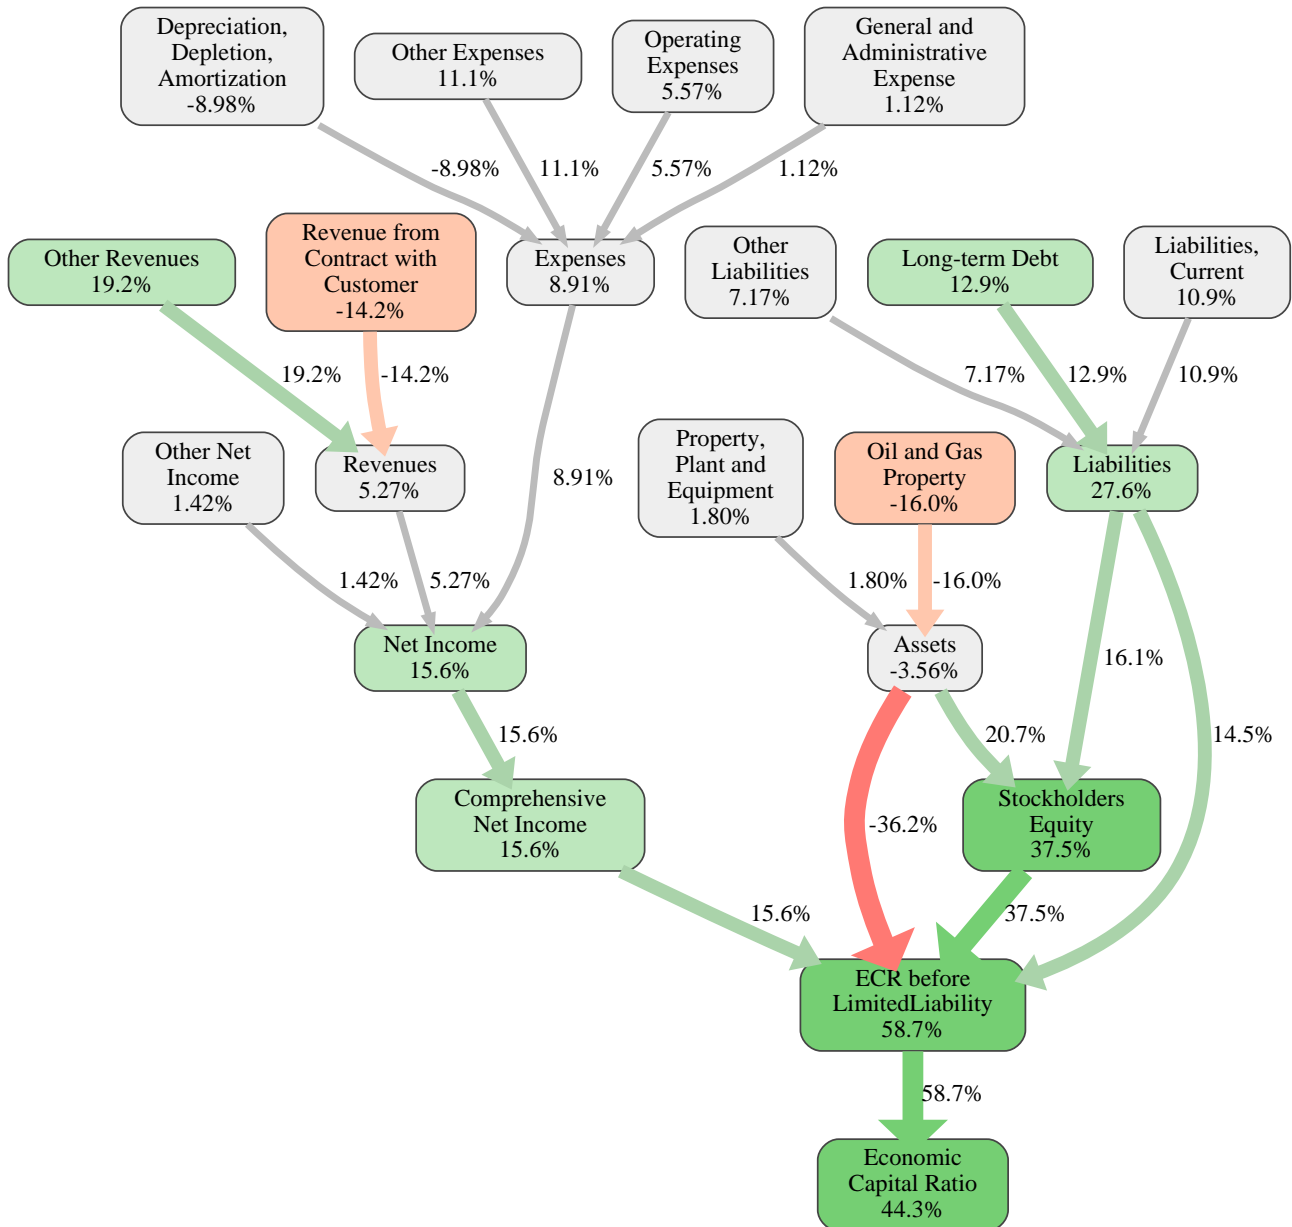 Depreciation,
Depletion,
Amortization
-8.98%
Other Expenses
11.1%
Operating
Expenses
5.57%
General and
Administrative
Expense
1.12%
-8.98%
11.1%
5.57%
1.12%
Other Revenues
19.2%
Revenue from
Contract with
Customer
-14.2%
Expenses
8.91%
Other
Liabilities
7.17%
Long-term Debt
12.9%
Liabilities,
Current
10.9%
19.2%
-14.2%
7.17%
12.9%
10.9%
Other Net
Income
1.42%
Revenues
5.27%
8.91%
Property,
Plant and
Equipment
1.80%
Oil and Gas
Property
-16.0%
Liabilities
27.6%
1.42%
5.27%
1.80%
-16.0%
Net Income
15.6%
Assets
-3.56%
16.1%
15.6%
20.7%
14.5%
Comprehensive
Net Income
15.6%
-36.2%
Stockholders
Equity
37.5%
15.6%
37.5%
ECR before
LimitedLiability
58.7%
58.7%
Economic
Capital Ratio
44.3%